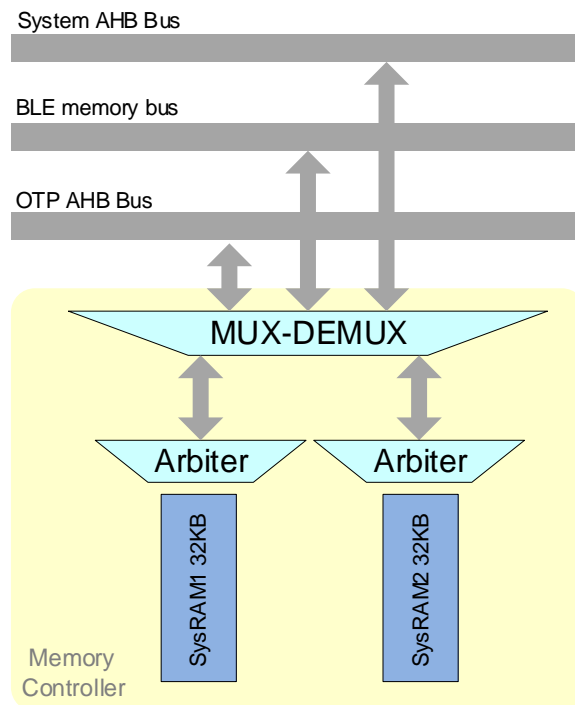 System AHB Bus
BLE memory bus
OTP AHB Bus
MUX-DEMUX
Arbiter
Arbiter
SysRAM1 32KB
SysRAM2 32KB
Memory
Controller